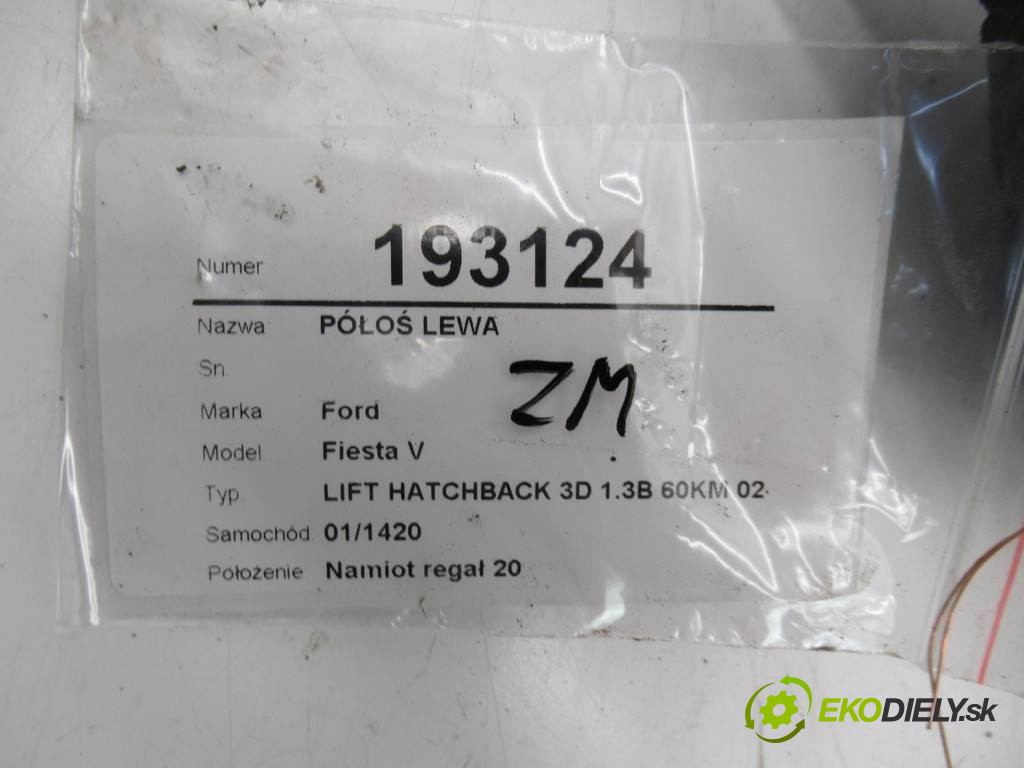 Numer 193124
Nazwa PÓŁOŚ LEWA
Sn.
ZM
Marka Ford
Model Fiesta V
Typ LIFT HATCHBACK 3D 1.3B 60KM 02-
Samochód 01/1420
Położenie Namiot regał 20
EKODIELY.sk